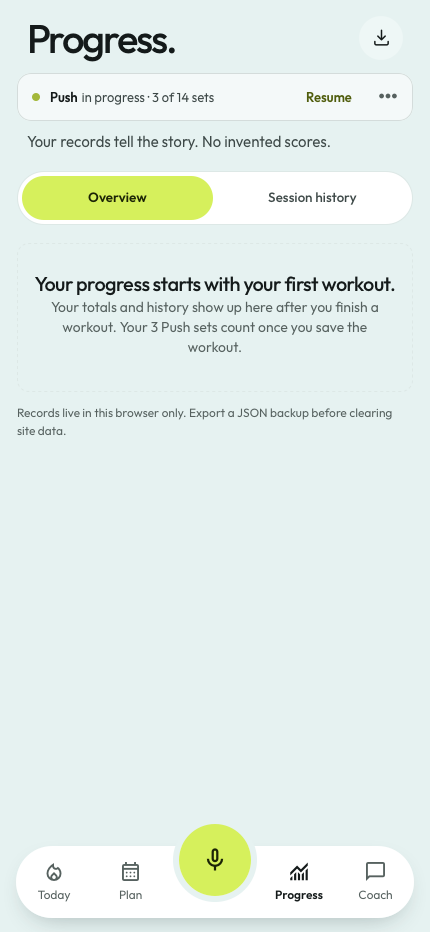 Progress.
Push in progress · 3 of 14 sets Resume •••
Your records tell the story. No invented scores.
Overview Session history
Your progress starts with your first workout.
Your totals and history show up here after you finish a
workout. Your 3 Push sets count once you save the
workout.
Records live in this browser only. Export a JSON backup before clearing
site data.
Today Plan Progress Coach